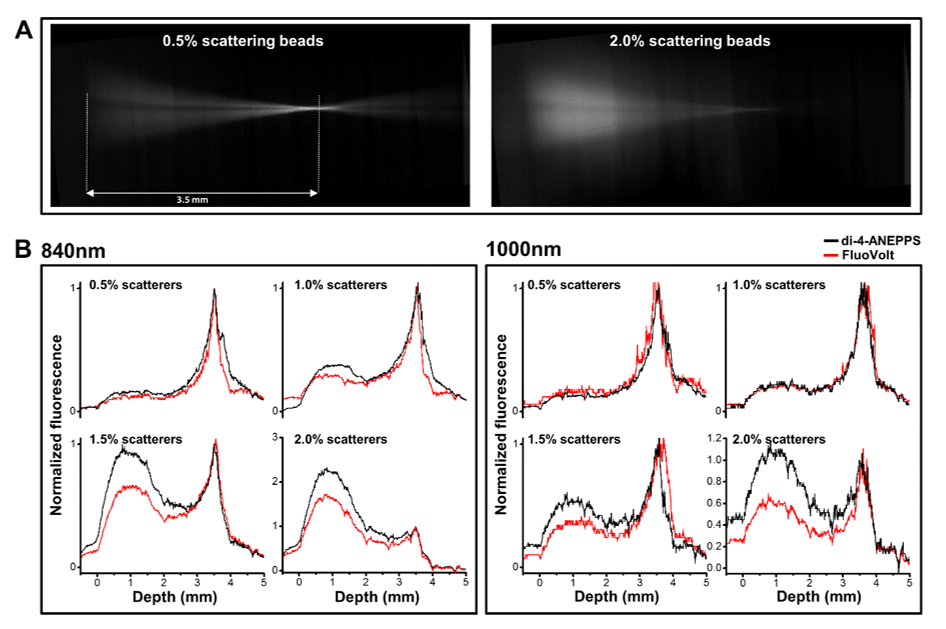 A
0.5% scattering beads
2.0% scattering beads
3.5 mm
B 840nm
1000nm
di-4-ANEPPS
FluoVolt
Normalized fluorescence
0.5% scatterers
1
0
1.0% scatterers
1
0
1.5% scatterers
1
0
0 1 2 3 4 5
2.0% scatterers
3
2
1
0
0 1 2 3 4 5
Depth (mm)
Depth (mm)
Normalized fluorescence
0.5% scatterers
1
0
1.0% scatterers
1
0
1.5% scatterers
1
0
0 1 2 3 4 5
2.0% scatterers
1.2
1.0
0.8
0.6
0.4
0.2
0.0
0 1 2 3 4 5
Depth (mm)
Depth (mm)